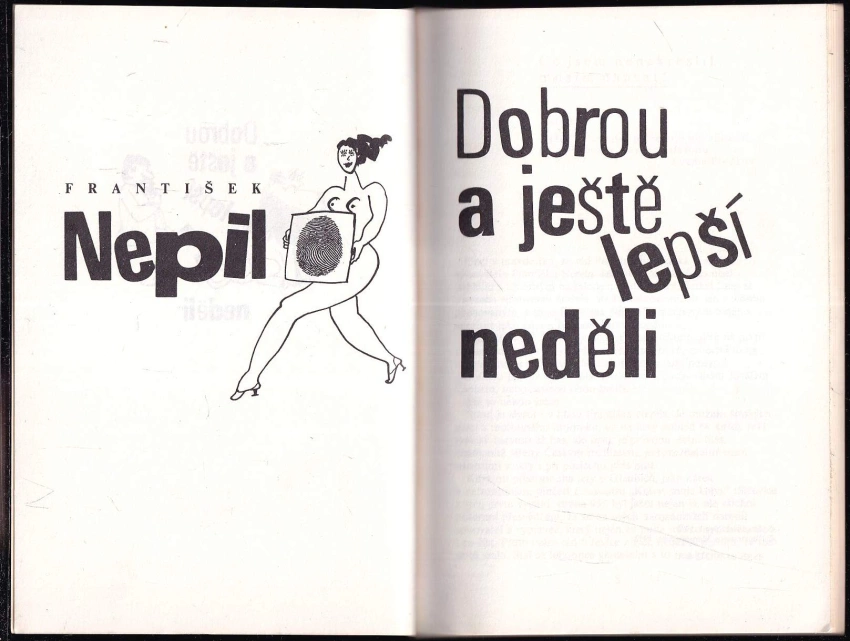 FRANTIŠEK
Nepil
Dobrou
a ještě
lepší
neděli